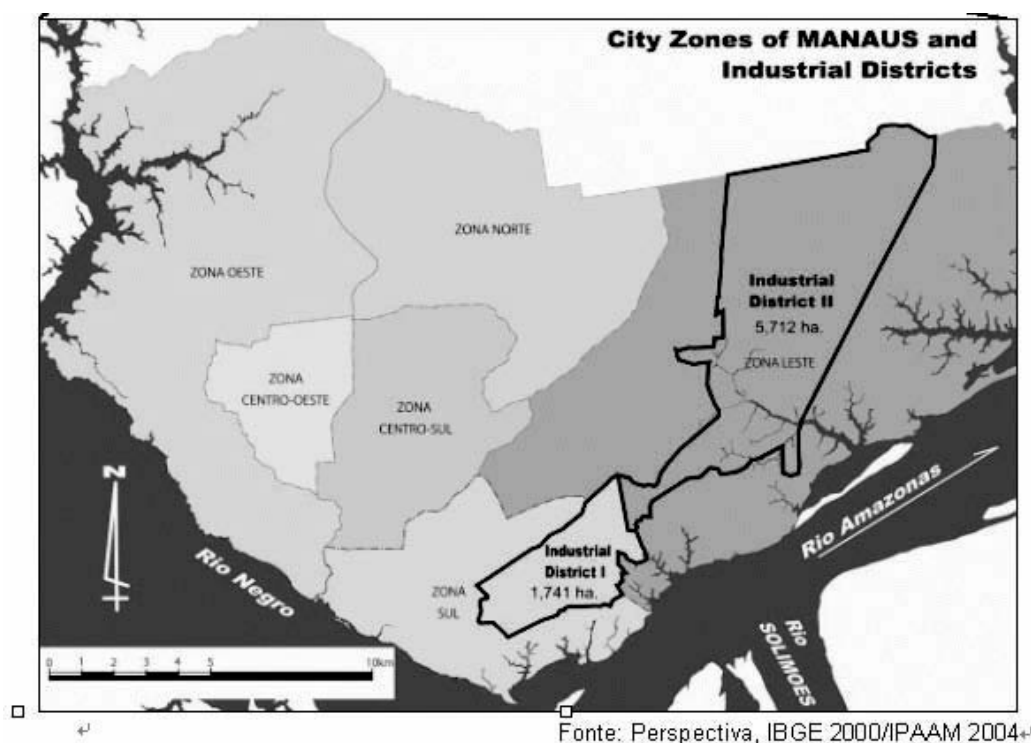 City Zones of MANAUS and
Industrial Districts
ZONA NORTE
ZONA OESTE
Industrial
District II
5,712 ha.
ZONA LESTE
ZONA
CENTRO-OESTE
ZONA
CENTRO-SUL
N
Rio Amazonas
Industrial
District I
1,741 ha.
Rio Negro
ZONA
SUL
Rio
SOLIMOES
0 1 2 3 4 5 10km
Fonte: Perspectiva, IBGE 2000/IPAAM 2004